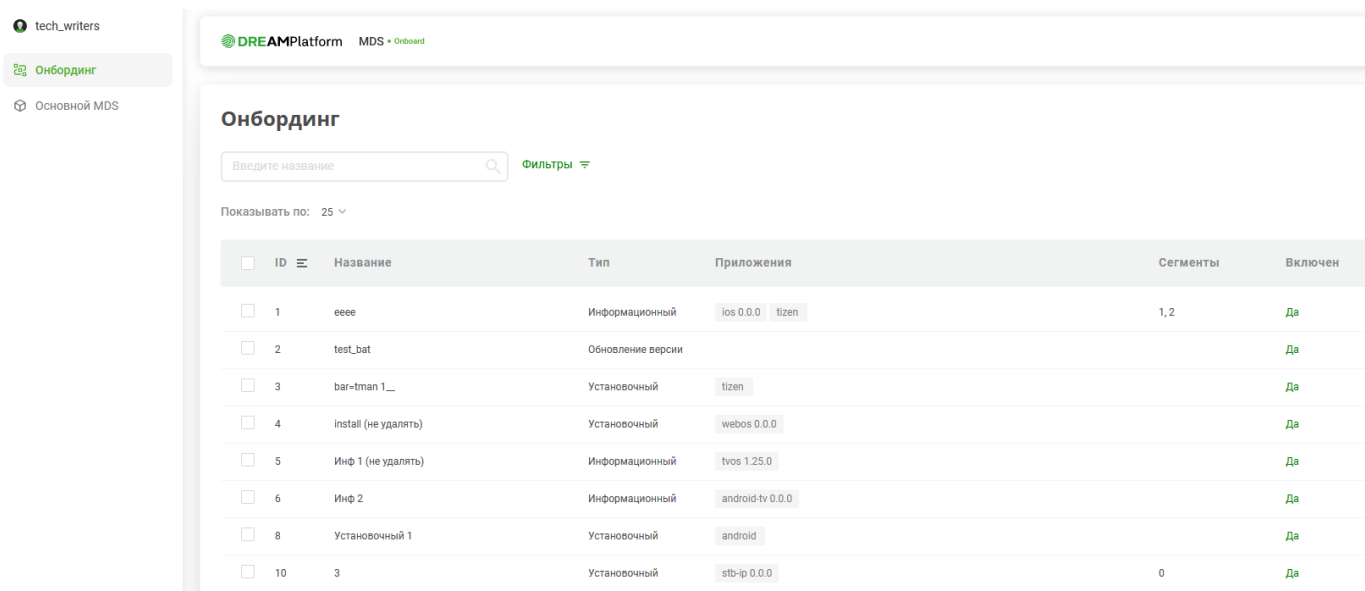 tech_writers
Онбординг
Основной MDS
DREAMPlatform MDS • Onboard
Онбординг
Введите название
Фильтры
Показывать по: 25
ID Название Тип Приложения Сегменты Включен
1 eeee Информационный ios 0.0.0 tizen 1, 2 Да
2 test_bat Обновление версии Да
3 bar=tman 1__ Установочный tizen Да
4 install (не удалять) Установочный webos 0.0.0 Да
5 Инф 1 (не удалять) Информационный tvos 1.25.0 Да
6 Инф 2 Информационный android-tv 0.0.0 Да
8 Установочный 1 Установочный android Да
10 3 Установочный stb-ip 0.0.0 0 Да